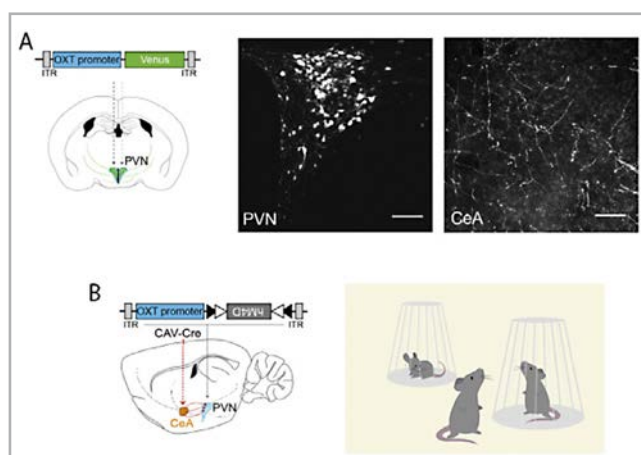 A
OXT promoter Venus
ITR ITR
PVN
PVN
CeA
B
OXT promoter hM4D
ITR ITR
CAV-Cre
PVN
CeA